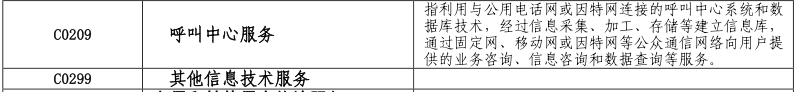 C0209
呼叫中心服务
指利用与公用电话网或因特网连接的呼叫中心系统和数
据库技术，经过信息采集、加工、存储等建立信息库，
通过固定网、移动网或因特网等公众通信网络向用户提
供的业务咨询、信息咨询和数据查询等服务。
C0299
其他信息技术服务